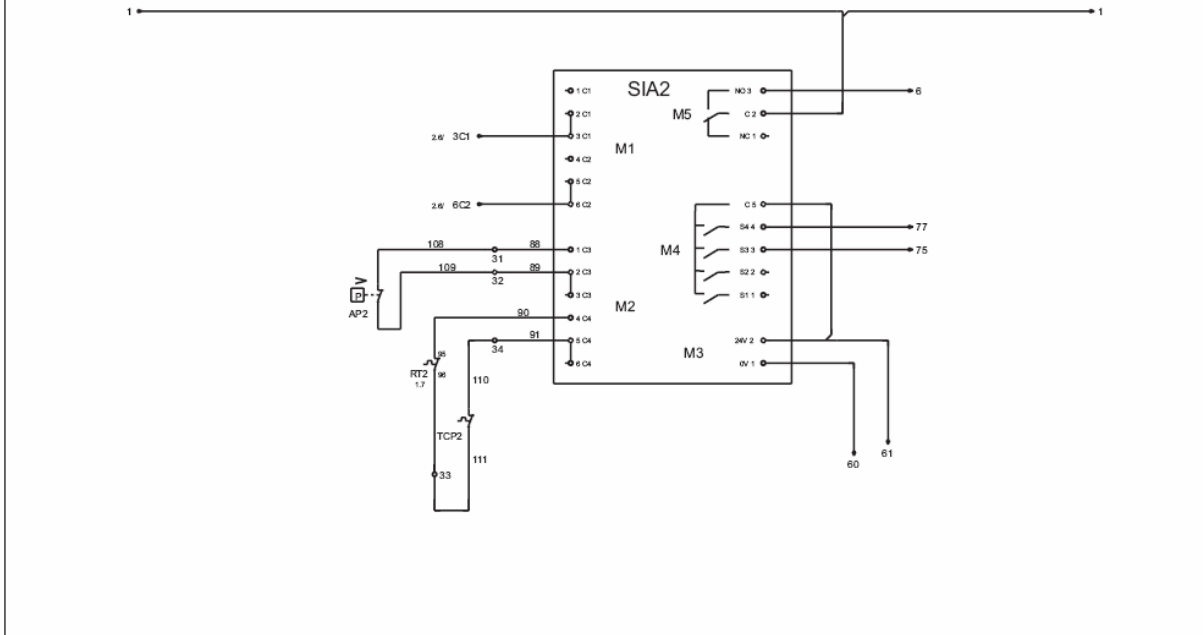 1 1
SIA2
1 C1 NO 3 6
2 C1 M5 C 2
2.6/ 3C1 3 C1 NC 1
M1
4 C2
5 C2
2.6/ 6C2 6 C2 C 5
S4 4 77
108 88 1 C3 M4 S3 3 75
31
109 89 2 C3 S2 2
32
P 3 C3 S1 1
M2
AP2
90 4 C4
91 5 C4 24V 2
34 M3
95
RT2 96 6 C4 0V 1
1.7
110
TCP2
111 60 61
33